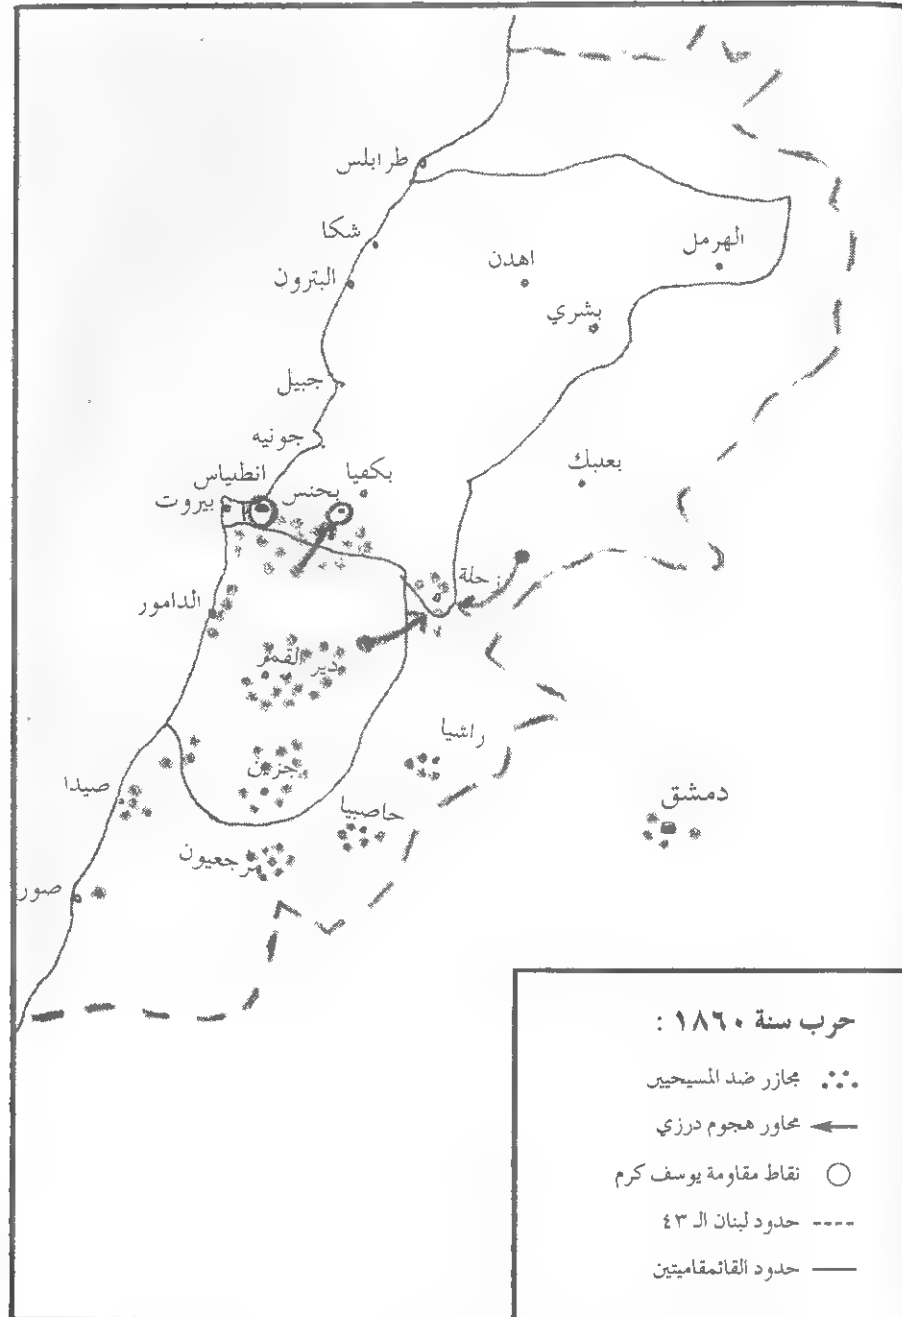 طرابلس
شكا
الهرمل
اهدن
البترون
بشري
جبيل
جونيه
بعلبك
بكفيا
انطلياس
بحنس
بيروت
زحلة
الدامور
دير القمر
راشيا
جزين
صيدا
دمشق
حاصبيا
مرجعيون
صور
حرب سنة ١٨٦٠ :
مجازر ضد المسيحيين
محاور هجوم درزي
نقاط مقاومة يوسف كرم
حدود لبنان الـ ٤٣
حدود القائمقاميتين